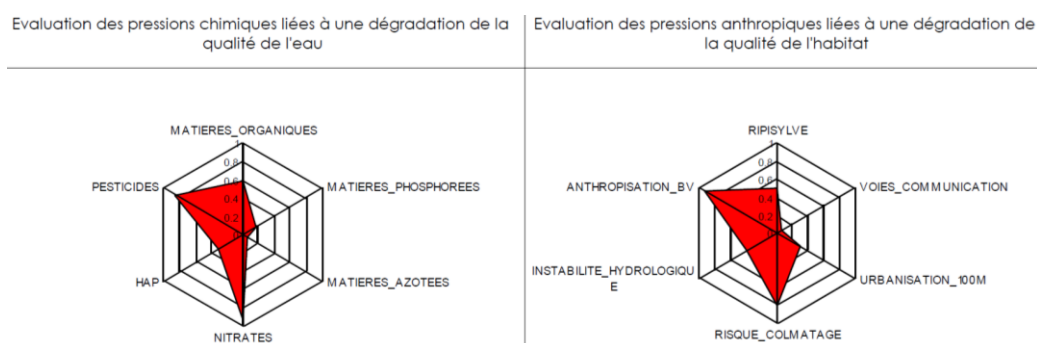 Evaluation des pressions chimiques liées à une dégradation de la
qualité de l'eau
Evaluation des pressions anthropiques liées à une dégradation de
la qualité de l'habitat
MATIERES_ORGANIQUES
1
0,8
0,6
0,4
0,2
0
PESTICIDES
MATIERES_PHOSPHOREES
HAP
MATIERES_AZOTEES
NITRATES
RIPISYLVE
1
0,8
0,6
0,4
0,2
0
ANTHROPISATION_BV
VOIES_COMMUNICATION
INSTABILITE_HYDROLOGIQU
E
URBANISATION_100M
RISQUE_COLMATAGE